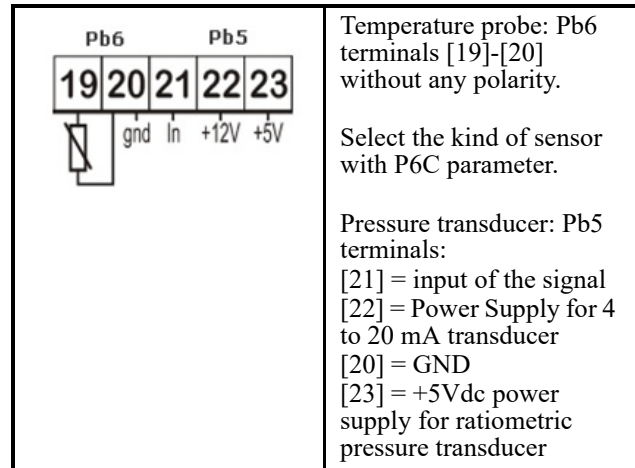 Pb6 Pb5
19 20 21 22 23
gnd In +12V +5V
Temperature probe: Pb6
terminals [19]-[20]
without any polarity.
Select the kind of sensor
with P6C parameter.
Pressure transducer: Pb5
terminals:
[21] = input of the signal
[22] = Power Supply for 4
to 20 mA transducer
[20] = GND
[23] = +5Vdc power
supply for ratiometric
pressure transducer